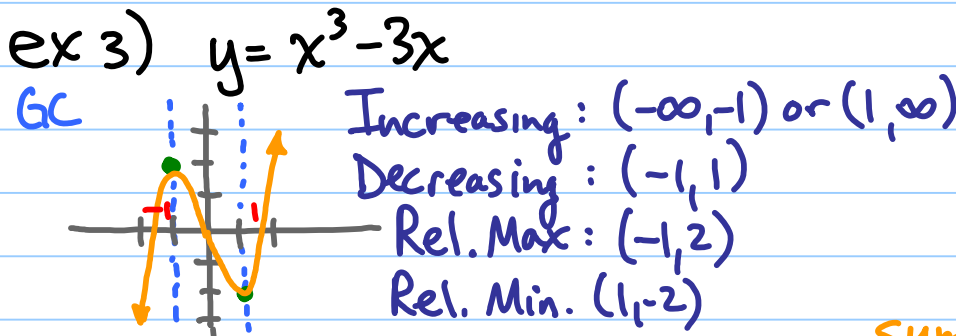 ex 3) y = x³ - 3x
GC
Increasing : (-∞, -1) or (1, ∞)
Decreasing : (-1, 1)
-1 1
Rel. Max : (-1, 2)
Rel. Min. (1, -2)